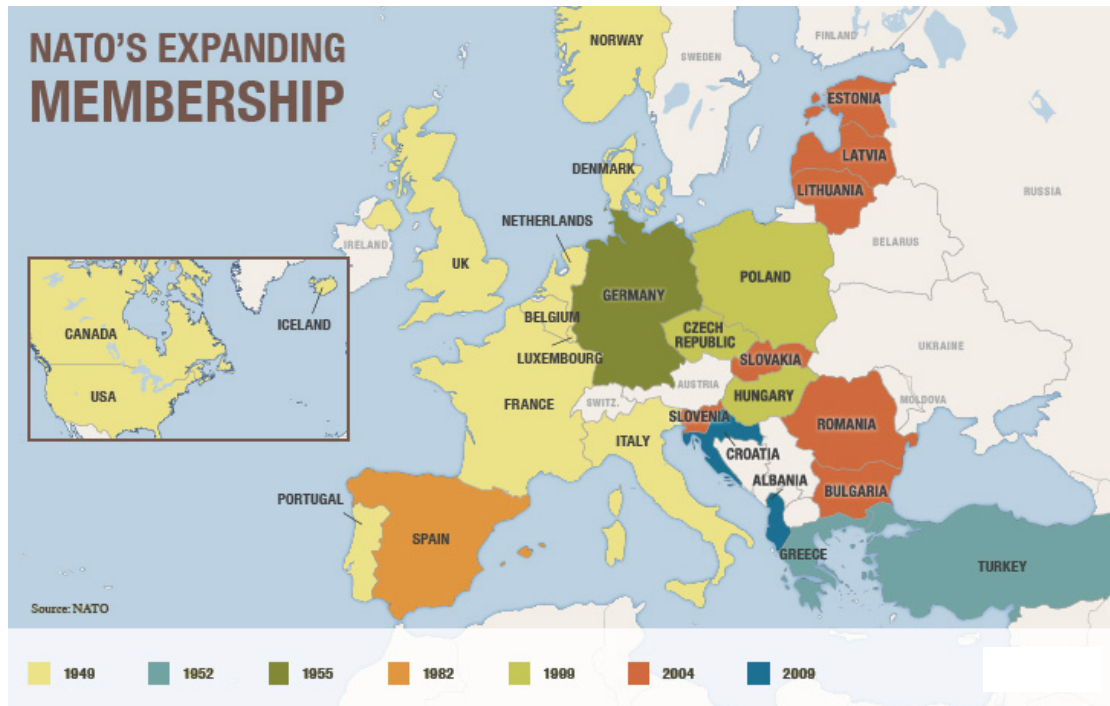 NATO'S EXPANDING
MEMBERSHIP
NORWAY
SWEDEN
FINLAND
ESTONIA
LATVIA
LITHUANIA
RUSSIA
DENMARK
NETHERLANDS
IRELAND
UK
BELARUS
POLAND
GERMANY
BELGIUM
LUXEMBOURG
CZECH
REPUBLIC
SLOVAKIA
UKRAINE
CANADA
ICELAND
USA
AUSTRIA
SWITZ.
FRANCE
HUNGARY
MOLDOVA
SLOVENIA
ROMANIA
ITALY
CROATIA
ALBANIA
BULGARIA
PORTUGAL
SPAIN
GREECE
TURKEY
Source: NATO
1949
1952
1955
1982
1999
2004
2009